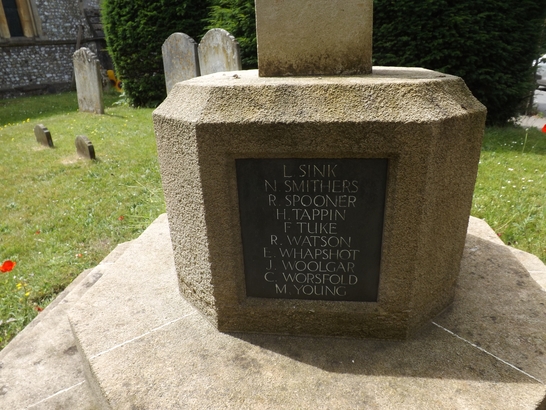 L SINK
N SMITHERS
R. SPOONER
H. TAPPIN
F TUKE
R. WATSON
E. WHAPSHOT
J. WOOLGAR
C. WORSFOLD
M. YOUNG